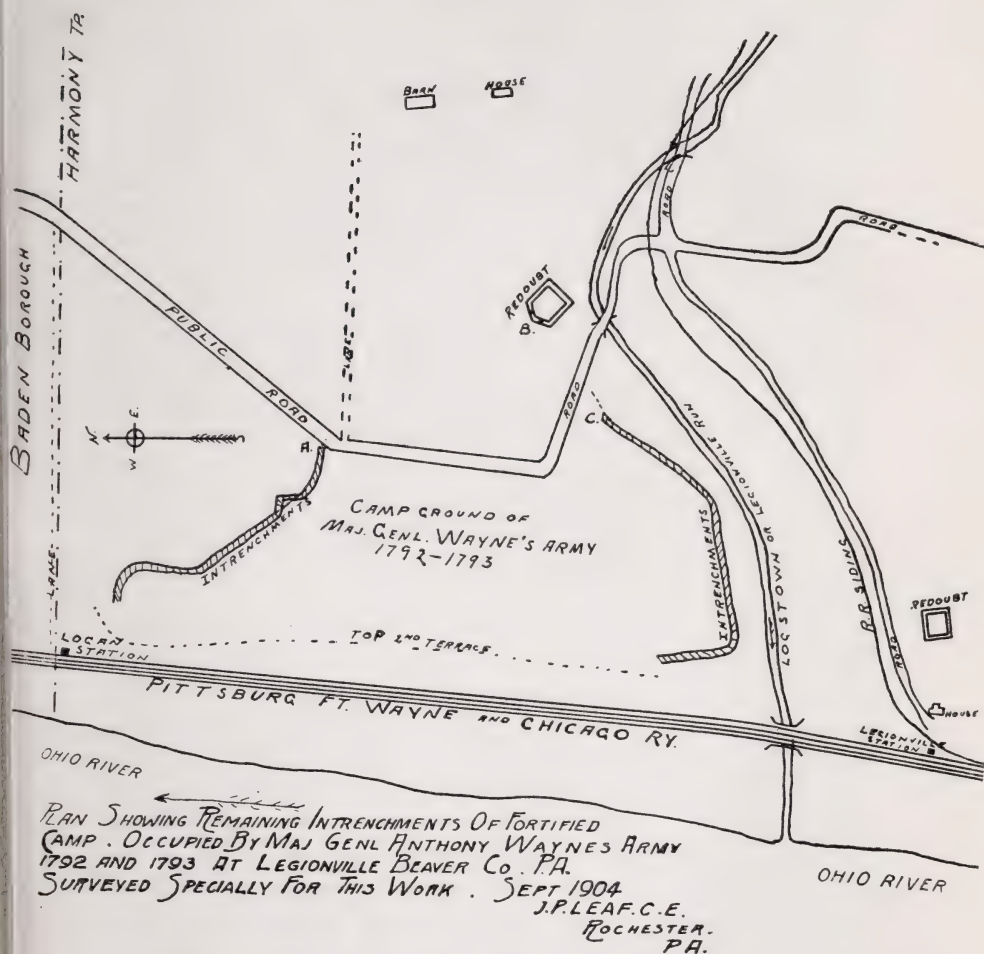 HARMONY TP.
BADEN BOROUGH
BARN
HOUSE
ROAD
ROAD
REDOUBT
B.
PUBLIC ROAD
LANE
N.
E.
W
A.
C.
ROAD
INTRENCHMENTS
CAMP GROUND OF
MAJ. GENL. WAYNE'S ARMY
1792-1793
INTRENCHMENTS
LOGSTOWN OR LEGIONVILLE RUN
R.R. SIDING
ROAD
REDOUBT
HOUSE
LANE
LOGAN
STATION
TOP 2ND TERRACE
PITTSBURG FT. WAYNE AND CHICAGO RY.
LEGIONVILLE
STATION
OHIO RIVER
OHIO RIVER
PLAN SHOWING REMAINING INTRENCHMENTS OF FORTIFIED
CAMP. OCCUPIED BY MAJ GENL ANTHONY WAYNES ARMY
1792 AND 1793 AT LEGIONVILLE BEAVER CO. PA.
SURVEYED SPECIALLY FOR THIS WORK. SEPT 1904
J.P. LEAF. C.E.
ROCHESTER.
PA.